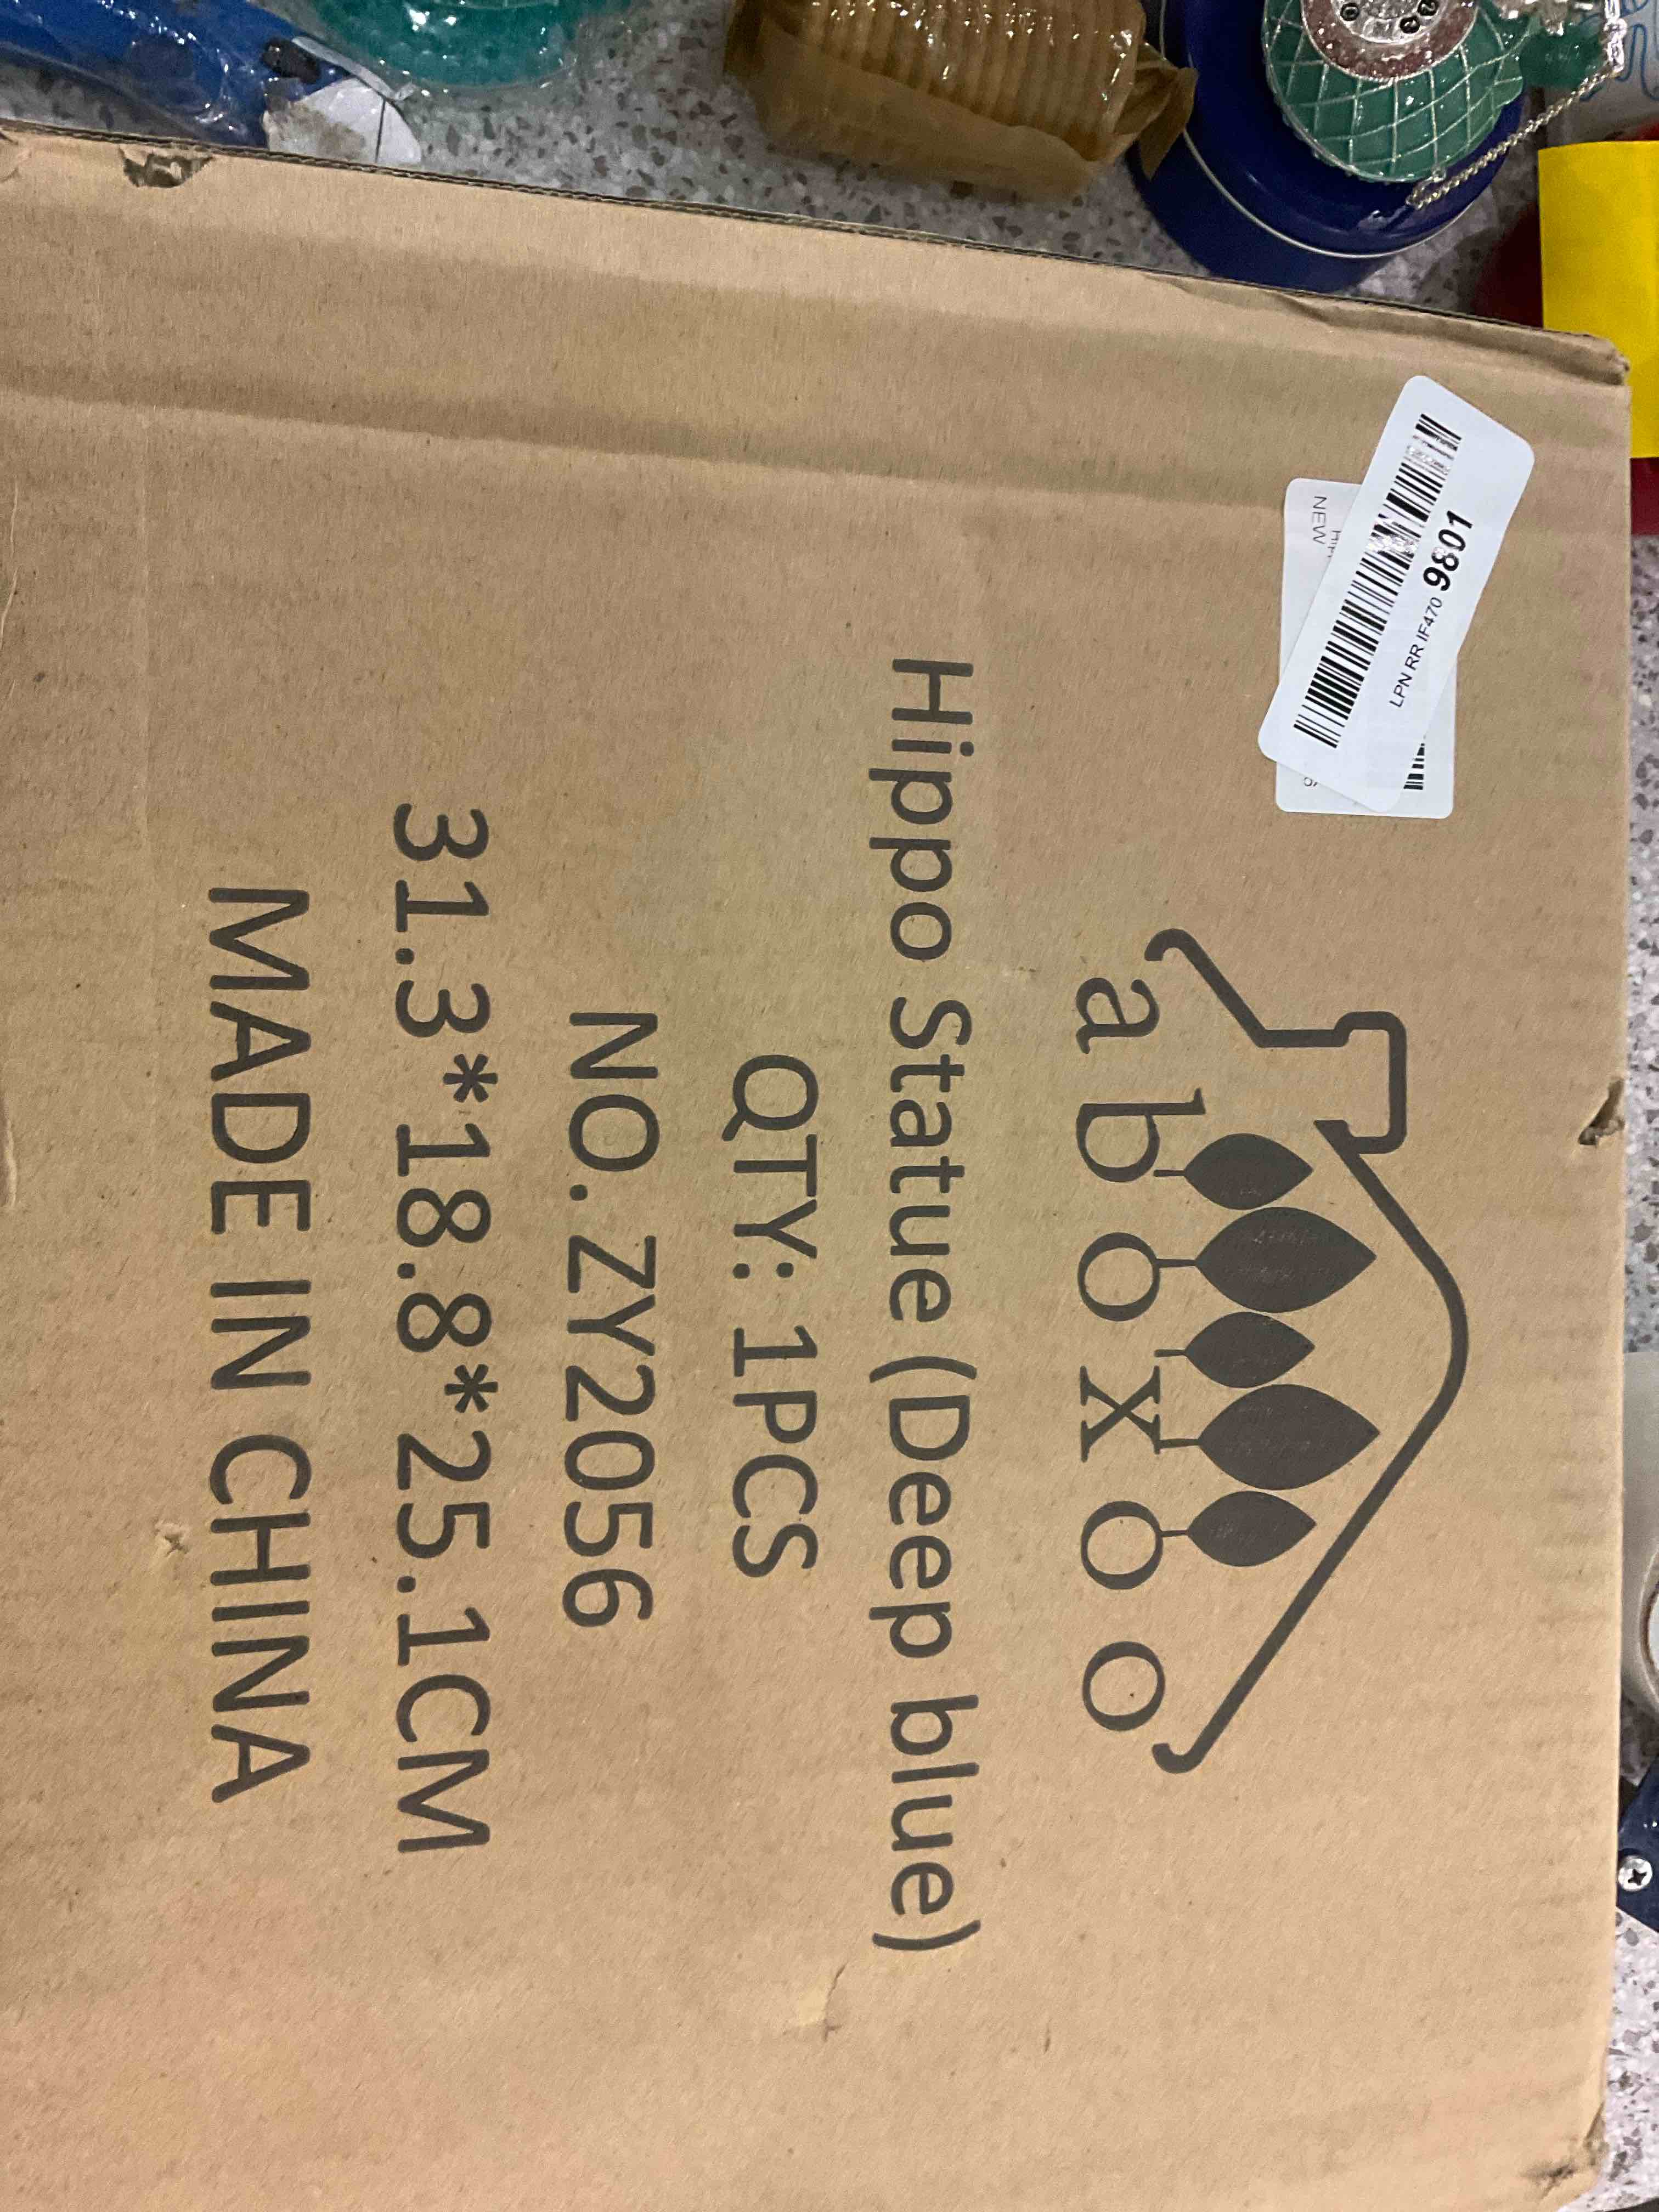 aboxoo
Hippo Statue (Deep blue)
QTY: 1PCS
NO.ZY2056
31.3*18.8*25.1CM
MADE IN CHINA
LPN RR IF470 9801
NEW